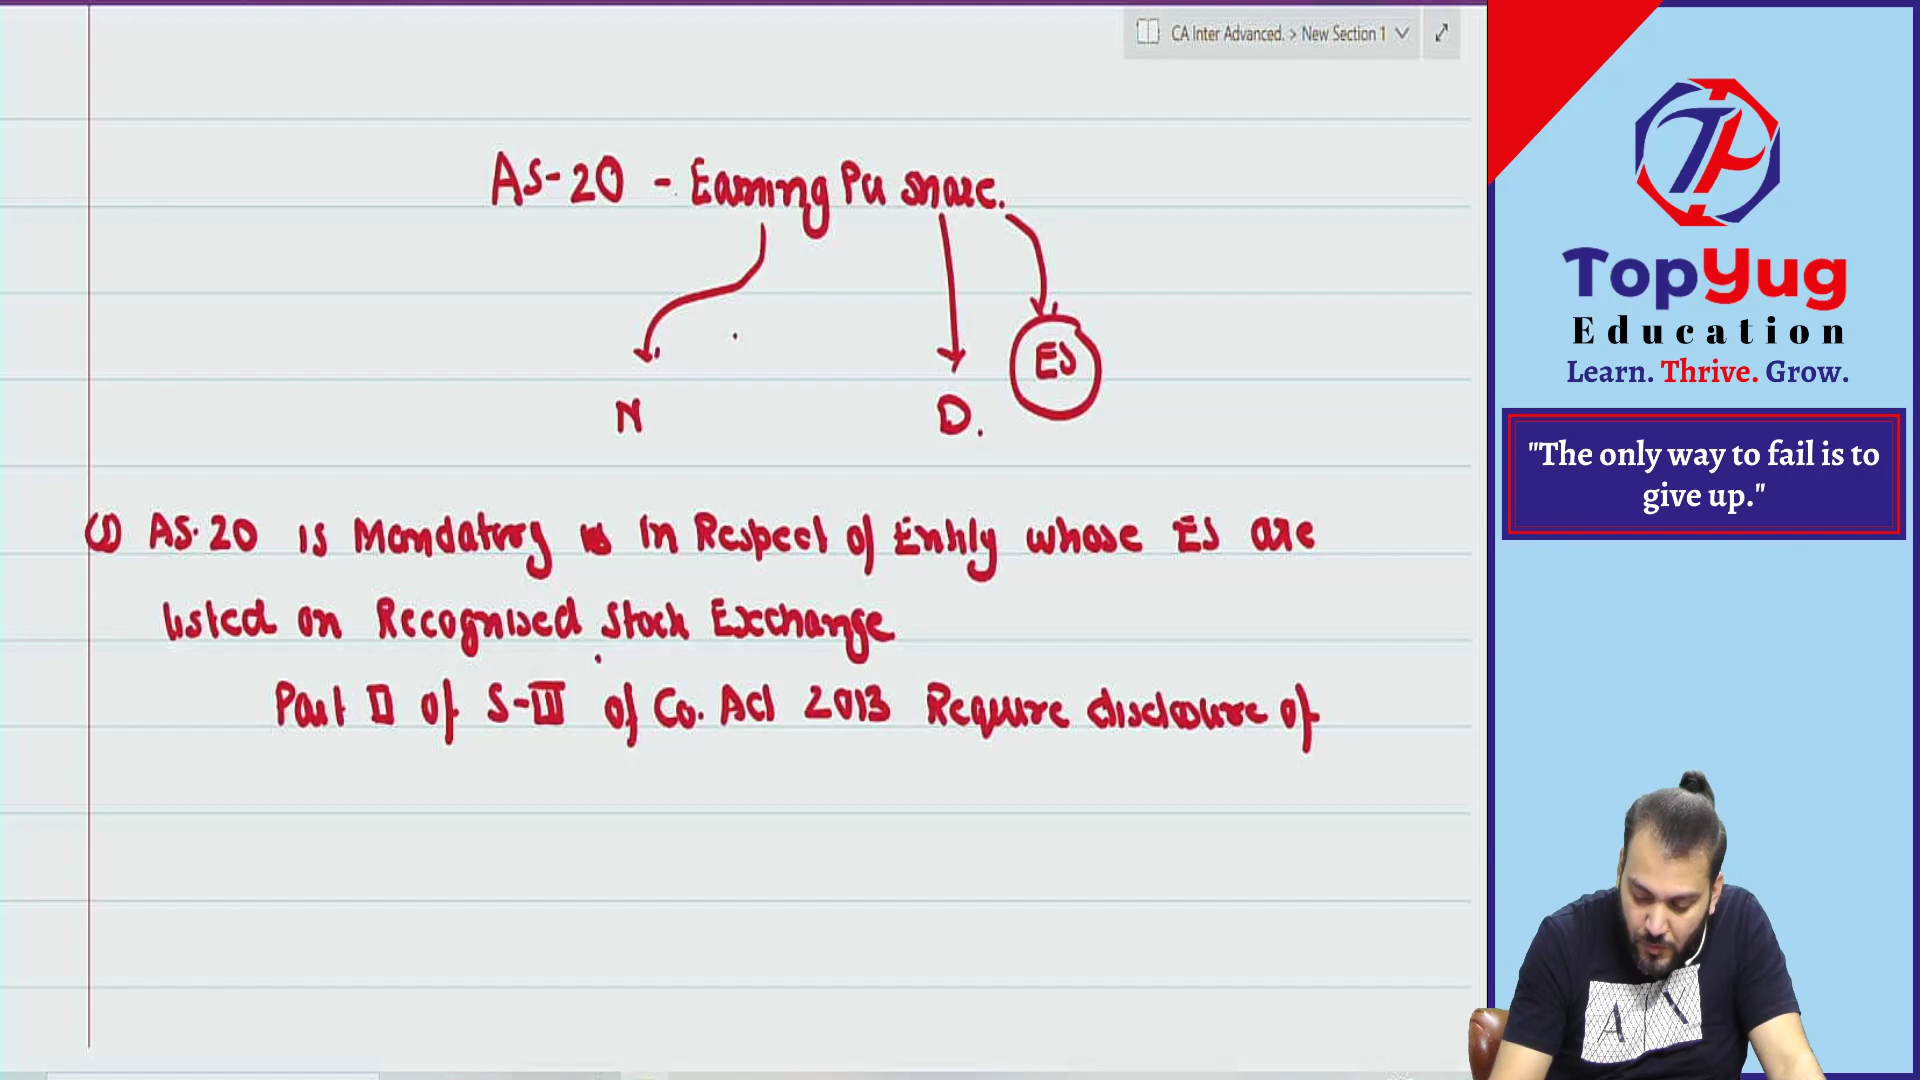 CA Inter Advanced. > New Section 1
AS-20 - Earning Per share.
ES
N
D.
(1) AS-20 is Mandatory in Respect of Entity whose ES are
listed on Recognised Stock Exchange
Part II of S-III of Co. Act 2013 Require disclosure of
TopYug
Education
Learn. Thrive. Grow.
"The only way to fail is to
give up."
A X